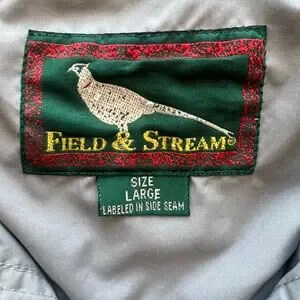 FIELD & STREAM®
SIZE
LARGE
LABELED IN SIDE SEAM